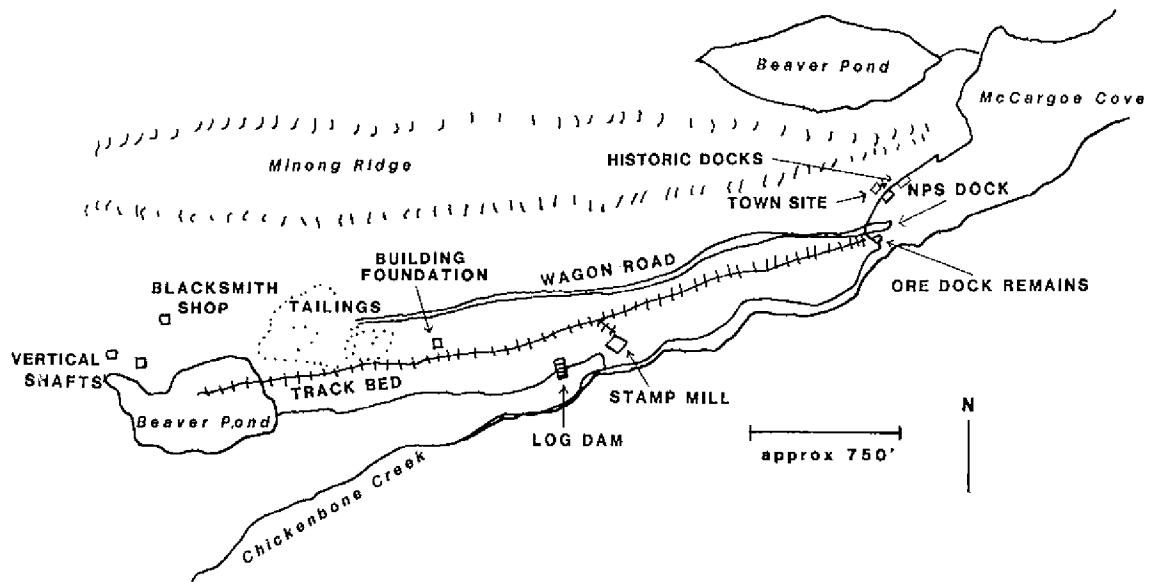 Beaver Pond
McCargoe Cove
Minong Ridge
HISTORIC DOCKS
TOWN SITE
NPS DOCK
WAGON ROAD
ORE DOCK REMAINS
BUILDING
FOUNDATION
BLACKSMITH
SHOP
TAILINGS
VERTICAL
SHAFTS
TRACK BED
Beaver Pond
STAMP MILL
LOG DAM
Chickenbone Creek
N
approx 750'